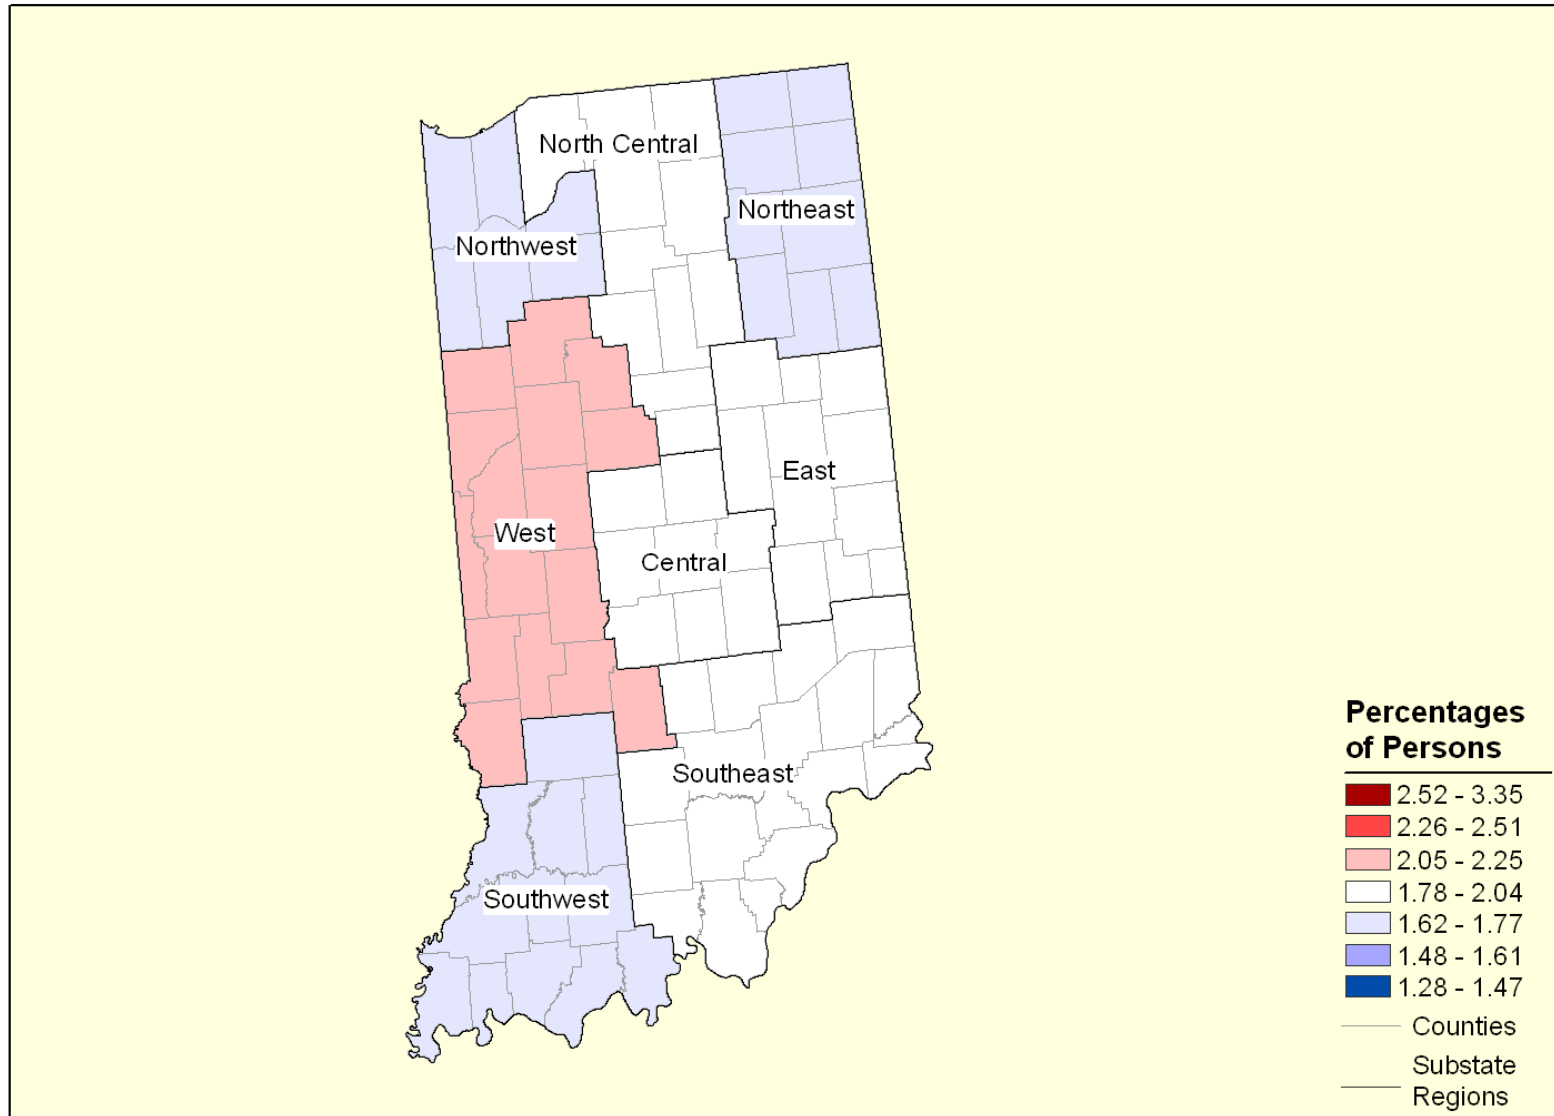 North Central
Northeast
Northwest
East
West
Central
Southeast
Southwest
Percentages
of Persons
2.52 - 3.35
2.26 - 2.51
2.05 - 2.25
1.78 - 2.04
1.62 - 1.77
1.48 - 1.61
1.28 - 1.47
Counties
Substate
Regions